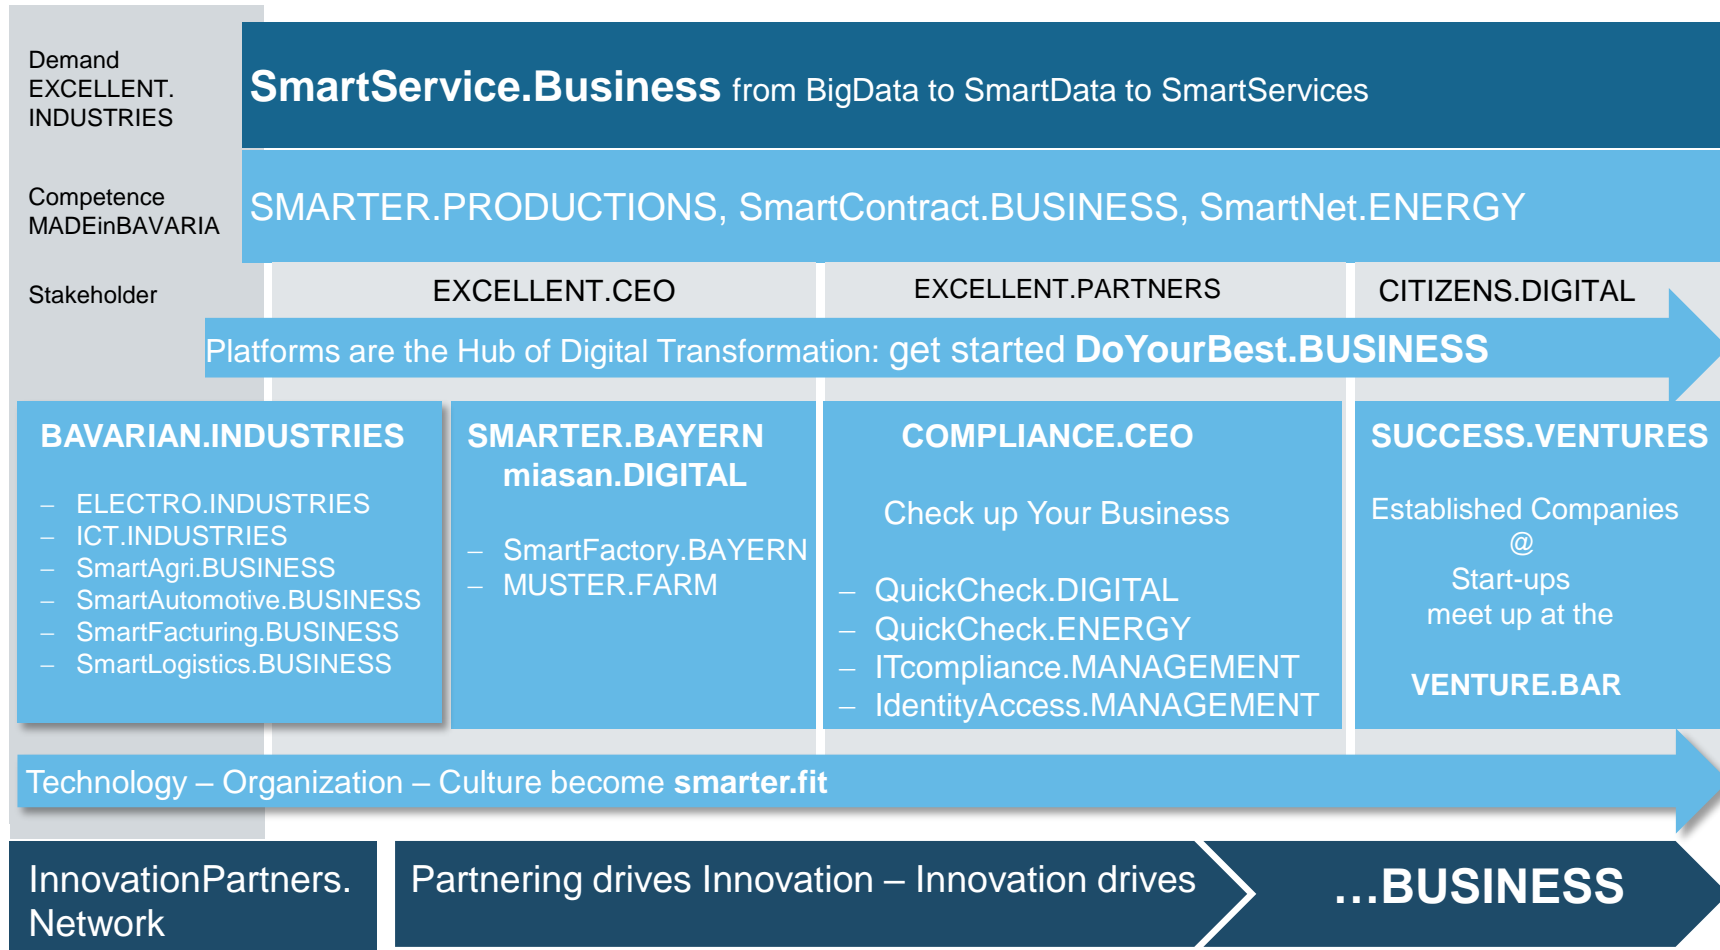 Demand
EXCELLENT.
INDUSTRIES
SmartService.Business from BigData to SmartData to SmartServices
Competence
MADEinBAVARIA
SMARTER.PRODUCTIONS, SmartContract.BUSINESS, SmartNet.ENERGY
Stakeholder
EXCELLENT.CEO
EXCELLENT.PARTNERS
CITIZENS.DIGITAL
Platforms are the Hub of Digital Transformation: get started DoYourBest.BUSINESS
BAVARIAN.INDUSTRIES
– ELECTRO.INDUSTRIES
– ICT.INDUSTRIES
– SmartAgri.BUSINESS
– SmartAutomotive.BUSINESS
– SmartFacturing.BUSINESS
– SmartLogistics.BUSINESS
SMARTER.BAYERN
miasan.DIGITAL
– SmartFactory.BAYERN
– MUSTER.FARM
COMPLIANCE.CEO
Check up Your Business
– QuickCheck.DIGITAL
– QuickCheck.ENERGY
– ITcompliance.MANAGEMENT
– IdentityAccess.MANAGEMENT
SUCCESS.VENTURES
Established Companies
@
Start-ups
meet up at the
VENTURE.BAR
Technology – Organization – Culture become smarter.fit
InnovationPartners.
Network
Partnering drives Innovation – Innovation drives
...BUSINESS